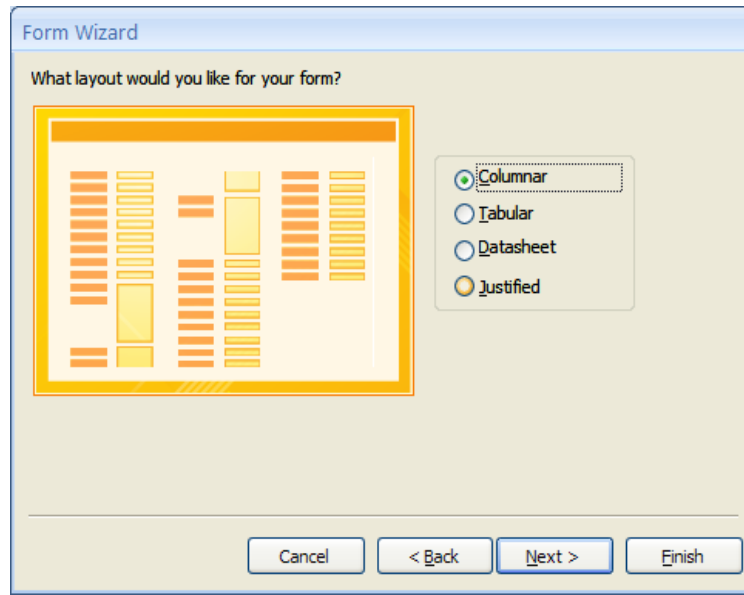 Form Wizard
What layout would you like for your form?
Columnar
Tabular
Datasheet
Justified
Cancel
< Back
Next >
Finish